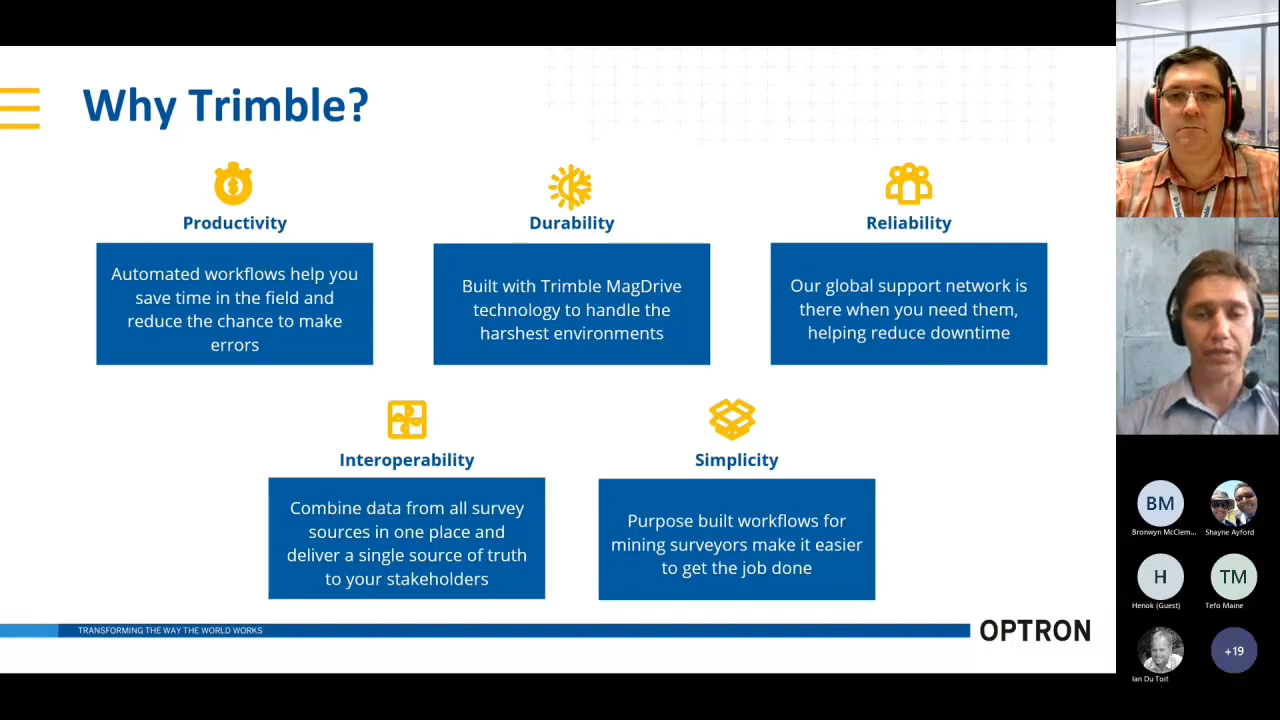 Why Trimble?
Productivity
Automated workflows help you
save time in the field and
reduce the chance to make
errors
Durability
Built with Trimble MagDrive
technology to handle the
harshest environments
Reliability
Our global support network is
there when you need them,
helping reduce downtime
Interoperability
Combine data from all survey
sources in one place and
deliver a single source of truth
to your stakeholders
Simplicity
Purpose built workflows for
mining surveyors make it easier
to get the job done
TRANSFORMING THE WAY THE WORLD WORKS
OPTRON
BM
Bronwyn McClem...
Shayne Ayford
H
Henok (Guest)
TM
Tefo Maine
Ian Du Toit
+19